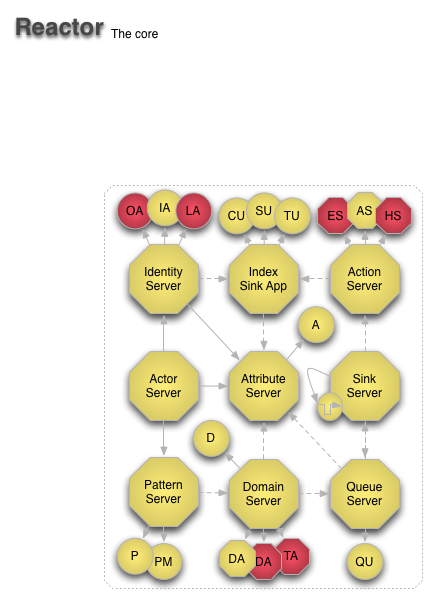 Reactor The core
OA IA LA CU SU TU ES AS HS
Identity
Server
Index
Sink App
Action
Server
A
Actor
Server
Attribute
Server
Sink
Server
D
Pattern
Server
Domain
Server
Queue
Server
P PM DA DA TA QU